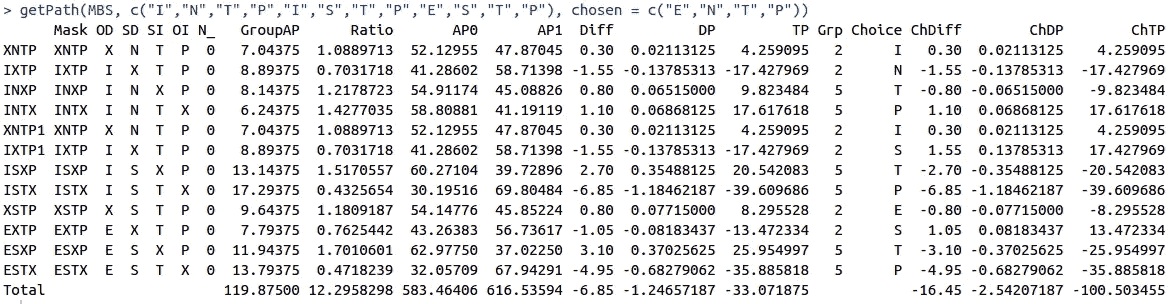 > getPath(MBS, c("I","N","T","P","I","S","T","P","E","S","T","P"), chosen = c("E","N","T","P"))
Mask OD SD SI OI N_ GroupAP Ratio AP0 AP1 Diff DP TP Grp Choice ChDiff ChDP ChTP
XNTP XNTP X N T P 0 7.04375 1.0889713 52.12955 47.87045 0.30 0.02113125 4.259095 2 I 0.30 0.02113125 4.259095
IXTP IXTP I X T P 0 8.89375 0.7031718 41.28602 58.71398 -1.55 -0.13785313 -17.427969 2 N -1.55 -0.13785313 -17.427969
INXP INXP I N X P 0 8.14375 1.2178723 54.91174 45.08826 0.80 0.06515000 9.823484 5 T -0.80 -0.06515000 -9.823484
INTX INTX I N T X 0 6.24375 1.4277035 58.80881 41.19119 1.10 0.06868125 17.617618 5 P 1.10 0.06868125 17.617618
XNTP1 XNTP X N T P 0 7.04375 1.0889713 52.12955 47.87045 0.30 0.02113125 4.259095 2 I 0.30 0.02113125 4.259095
IXTP1 IXTP I X T P 0 8.89375 0.7031718 41.28602 58.71398 -1.55 -0.13785313 -17.427969 2 S 1.55 0.13785313 17.427969
ISXP ISXP I S X P 0 13.14375 1.5170557 60.27104 39.72896 2.70 0.35488125 20.542083 5 T -2.70 -0.35488125 -20.542083
ISTX ISTX I S T X 0 17.29375 0.4325654 30.19516 69.80484 -6.85 -1.18462187 -39.609686 5 P -6.85 -1.18462187 -39.609686
XSTP XSTP X S T P 0 9.64375 1.1809187 54.14776 45.85224 0.80 0.07715000 8.295528 2 E -0.80 -0.07715000 -8.295528
EXTP EXTP E X T P 0 7.79375 0.7625442 43.26383 56.73617 -1.05 -0.08183437 -13.472334 2 S 1.05 0.08183437 13.472334
ESXP ESXP E S X P 0 11.94375 1.7010601 62.97750 37.02250 3.10 0.37025625 25.954997 5 T -3.10 -0.37025625 -25.954997
ESTX ESTX E S T X 0 13.79375 0.4718239 32.05709 67.94291 -4.95 -0.68279062 -35.885818 5 P -4.95 -0.68279062 -35.885818
Total 119.87500 12.2958298 583.46406 616.53594 -6.85 -1.24657187 -33.071875 -16.45 -2.54207187 -100.503455